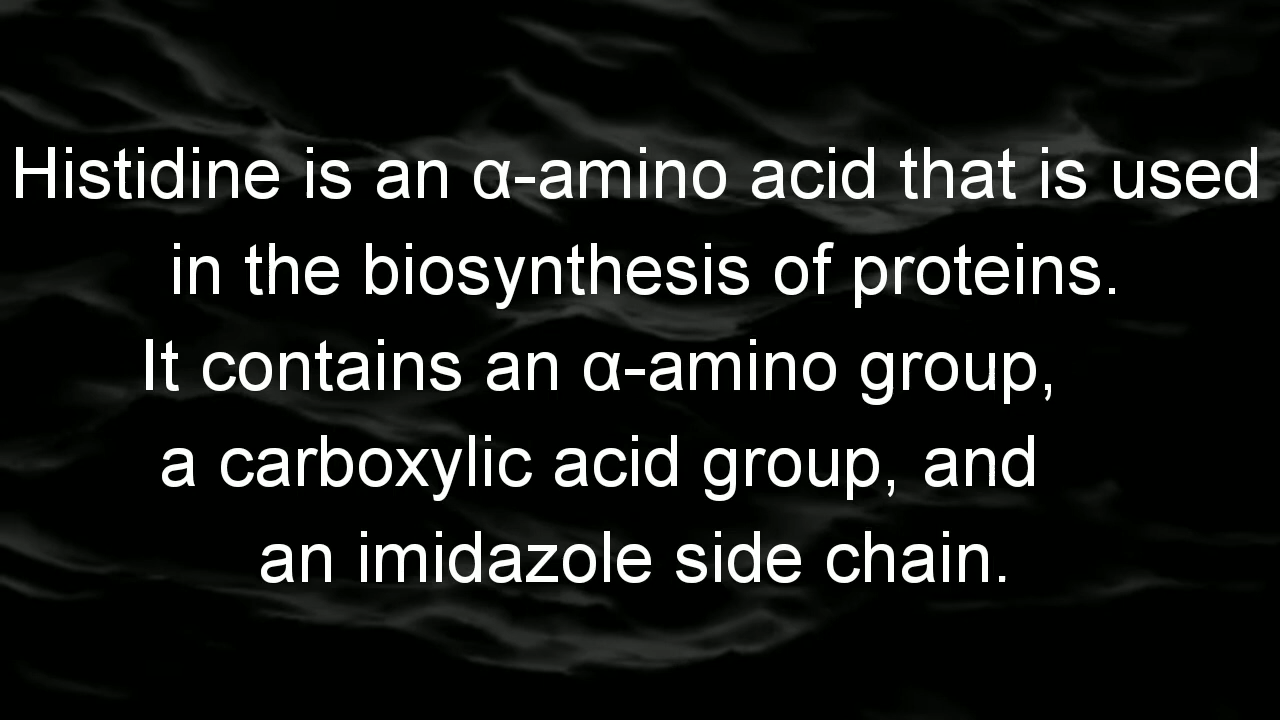 Histidine is an α-amino acid that is used
in the biosynthesis of proteins.
It contains an α-amino group,
a carboxylic acid group, and
an imidazole side chain.